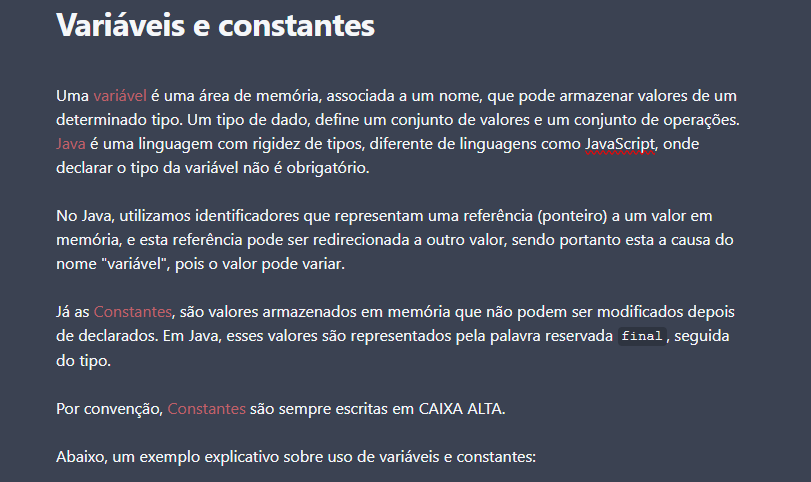 Variáveis e constantes
Uma variável é uma área de memória, associada a um nome, que pode armazenar valores de um
determinado tipo. Um tipo de dado, define um conjunto de valores e um conjunto de operações.
Java é uma linguagem com rigidez de tipos, diferente de linguagens como JavaScript, onde
declarar o tipo da variável não é obrigatório.
No Java, utilizamos identificadores que representam uma referência (ponteiro) a um valor em
memória, e esta referência pode ser redirecionada a outro valor, sendo portanto esta a causa do
nome "variável", pois o valor pode variar.
Já as Constantes, são valores armazenados em memória que não podem ser modificados depois
de declarados. Em Java, esses valores são representados pela palavra reservada final, seguida
do tipo.
Por convenção, Constantes são sempre escritas em CAIXA ALTA.
Abaixo, um exemplo explicativo sobre uso de variáveis e constantes: